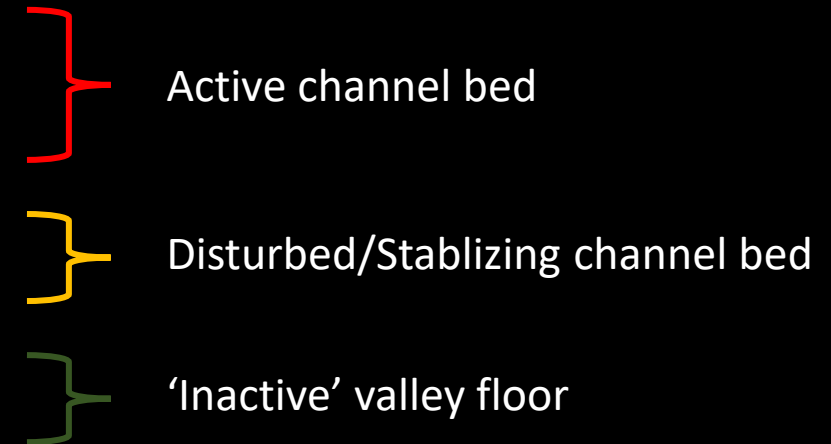 Active channel bed
Disturbed/Stablizing channel bed
‘Inactive’ valley floor